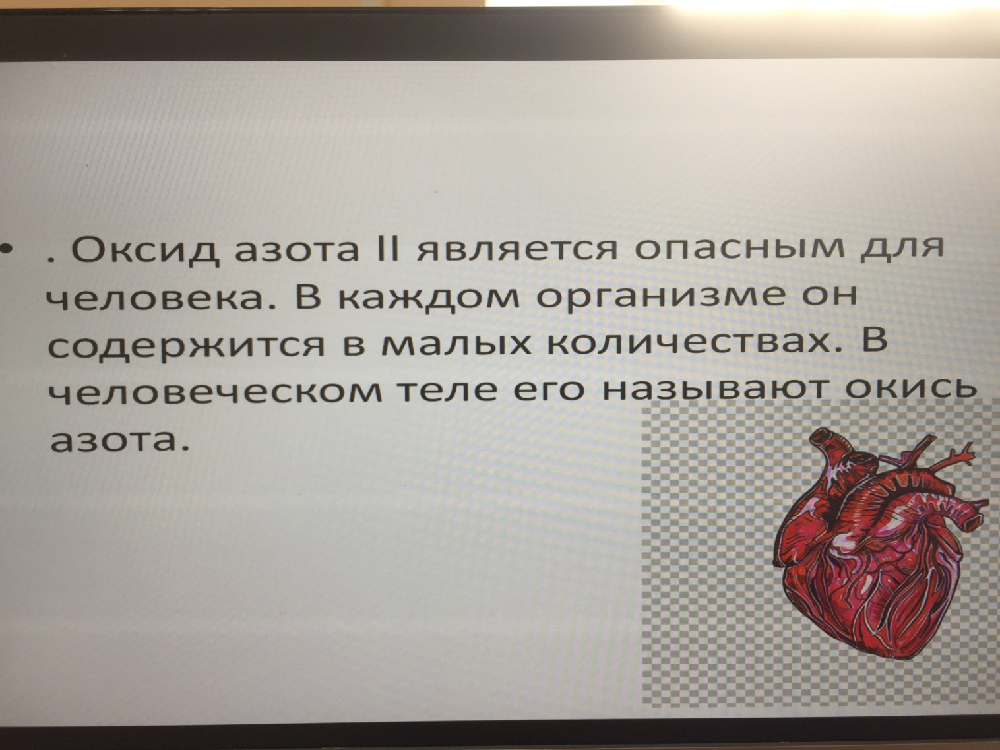 • . Оксид азота II является опасным для
человека. В каждом организме он
содержится в малых количествах. В
человеческом теле его называют окись
азота.